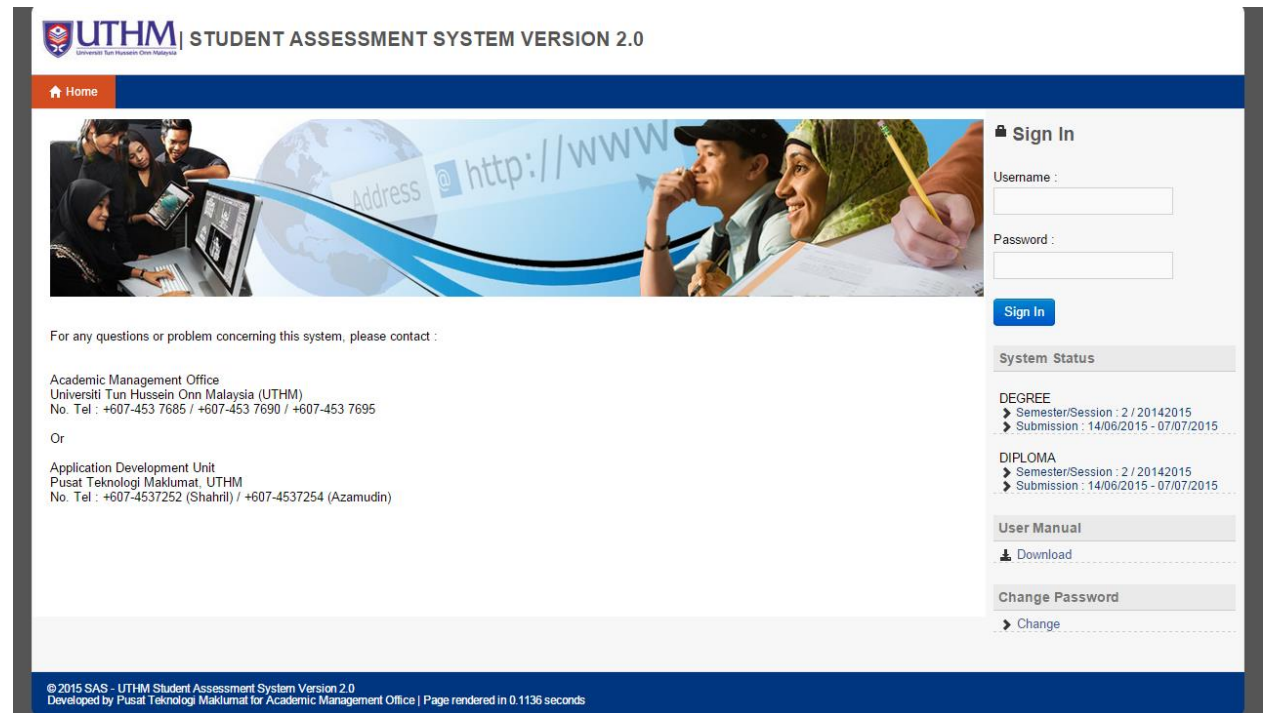 UTHM
Universiti Tun Hussein Onn Malaysia
| STUDENT ASSESSMENT SYSTEM VERSION 2.0
Home
Address @ http://WWW
For any questions or problem concerning this system, please contact :
Academic Management Office
Universiti Tun Hussein Onn Malaysia (UTHM)
No. Tel : +607-453 7685 / +607-453 7690 / +607-453 7695
Or
Application Development Unit
Pusat Teknologi Maklumat, UTHM
No. Tel : +607-4537252 (Shahril) / +607-4537254 (Azamudin)
Sign In
Username :
Password :
Sign In
System Status
DEGREE
Semester/Session : 2 / 20142015
Submission : 14/06/2015 - 07/07/2015
DIPLOMA
Semester/Session : 2 / 20142015
Submission : 14/06/2015 - 07/07/2015
User Manual
Download
Change Password
Change
© 2015 SAS - UTHM Student Assessment System Version 2.0
Developed by Pusat Teknologi Maklumat for Academic Management Office | Page rendered in 0.1136 seconds